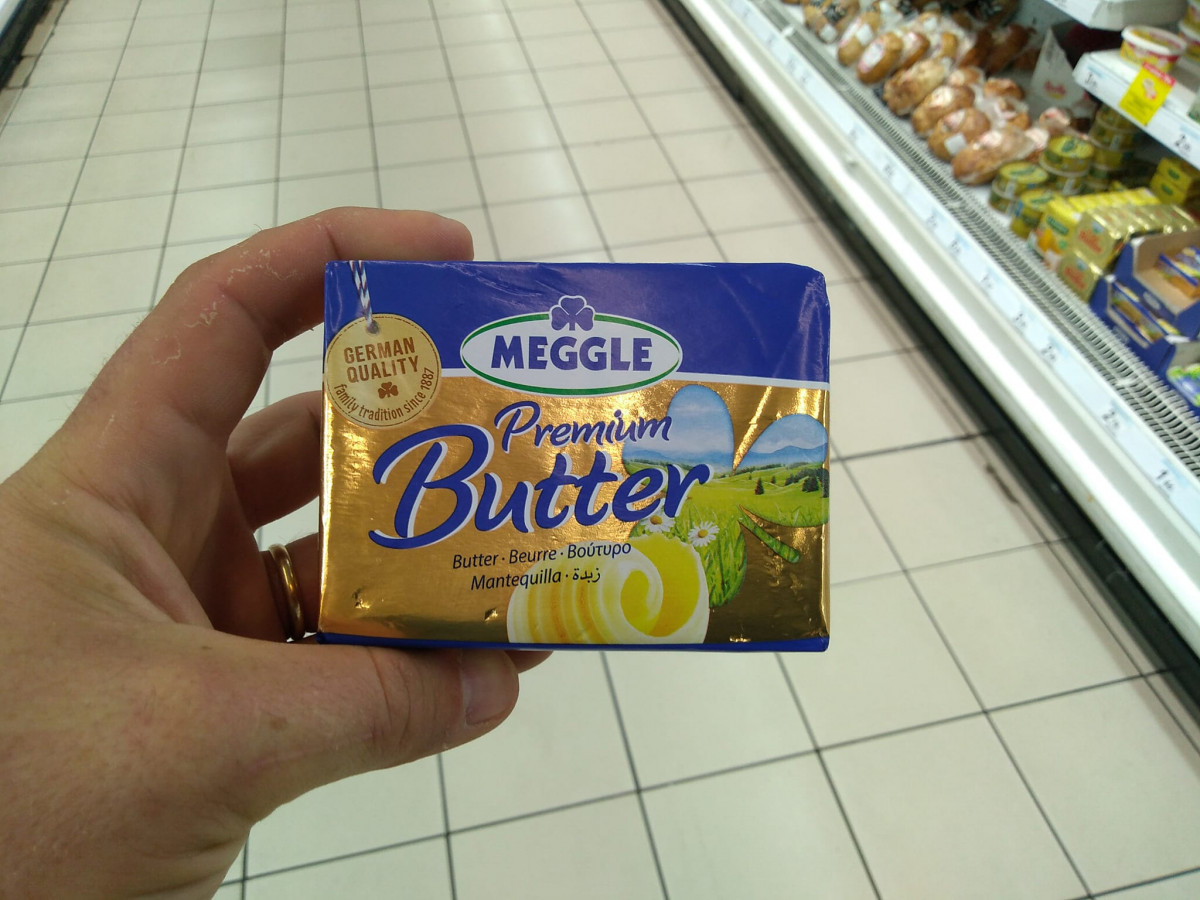 GERMAN
QUALITY
family tradition since 1887
MEGGLE
Premium
Butter
Butter · Beurre · Βούτυρο
Mantequilla · زبدة